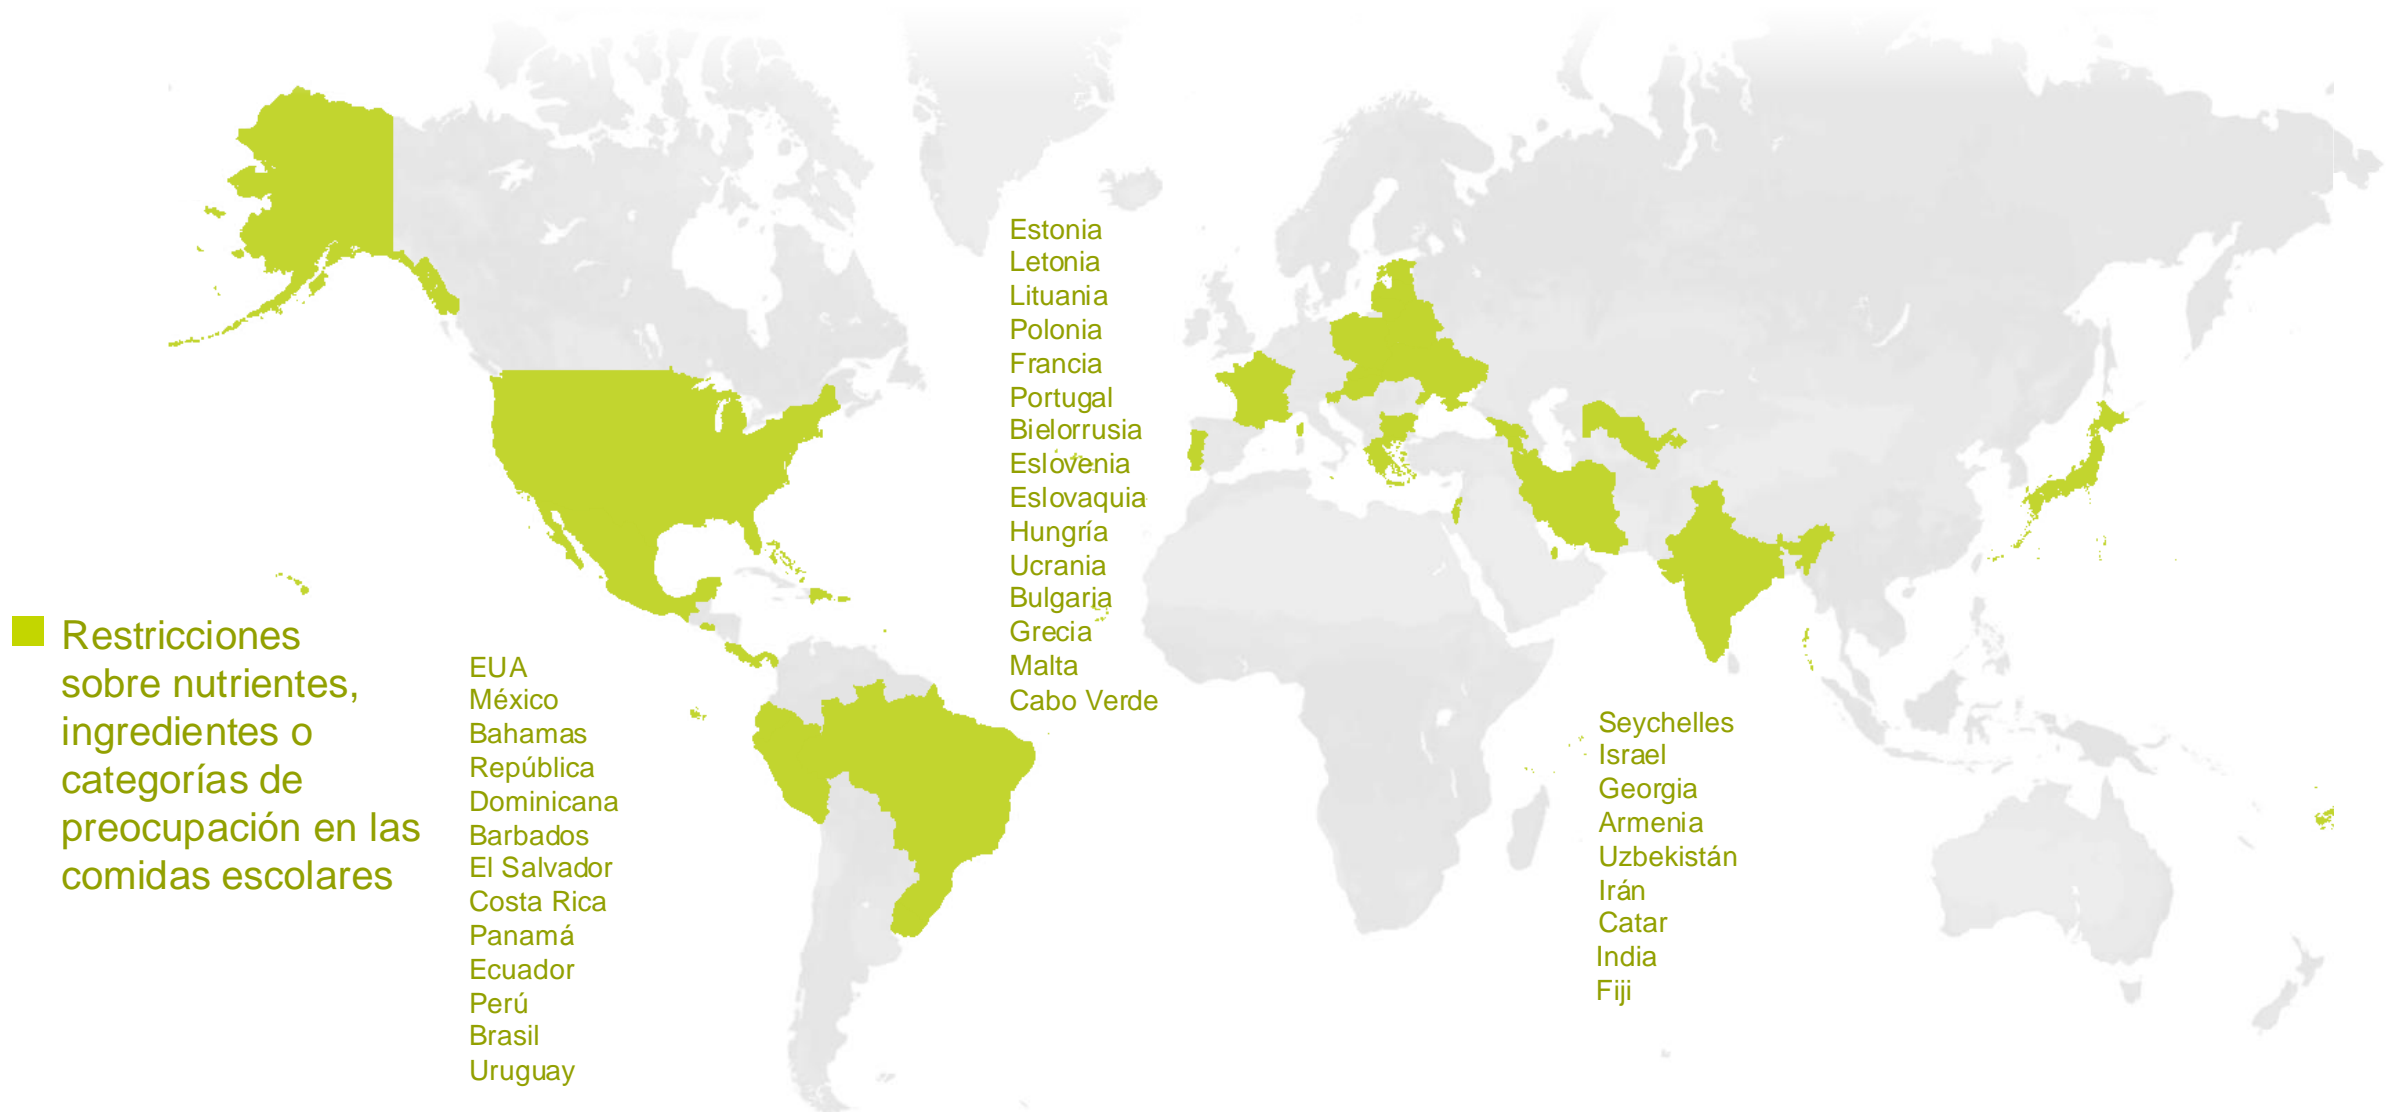 Restricciones
sobre nutrientes,
ingredientes o
categorías de
preocupación en las
comidas escolares
EUA
México
Bahamas
República
Dominicana
Barbados
El Salvador
Costa Rica
Panamá
Ecuador
Perú
Brasil
Uruguay
Estonia
Letonia
Lituania
Polonia
Francia
Portugal
Bielorrusia
Eslovenia
Eslovaquia
Hungría
Ucrania
Bulgaria
Grecia
Malta
Cabo Verde
Seychelles
Israel
Georgia
Armenia
Uzbekistán
Irán
Catar
India
Fiji